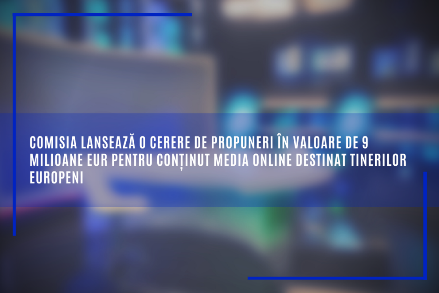 COMISIA LANSEAZĂ O CERERE DE PROPUNERI ÎN VALOARE DE 9
MILIOANE EUR PENTRU CONȚINUT MEDIA ONLINE DESTINAT TINERILOR
EUROPENI